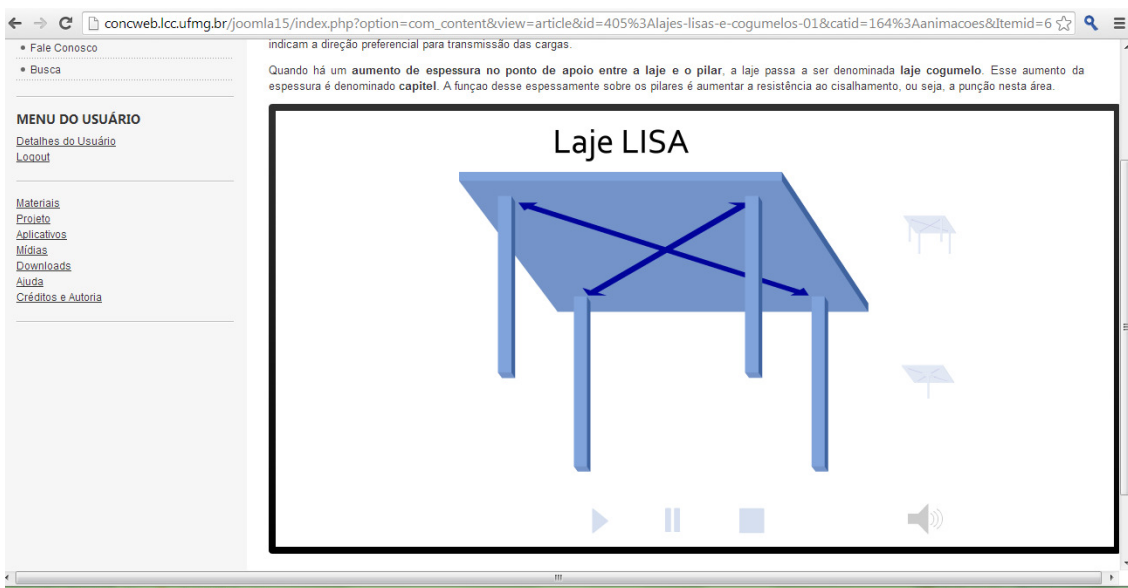 concweb.lcc.ufmg.br/joomla15/index.php?option=com_content&view=article&id=405%3Alajes-lisas-e-cogumelos-01&catid=164%3Aanimacoes&Itemid=6
Fale Conosco
Busca
MENU DO USUÁRIO
Detalhes do Usuário
Logout
Materiais
Projeto
Aplicativos
Mídias
Downloads
Ajuda
Créditos e Autoria
indicam a direção preferencial para transmissão das cargas.
Quando há um aumento de espessura no ponto de apoio entre a laje e o pilar, a laje passa a ser denominada laje cogumelo. Esse aumento da
espessura é denominado capitel. A funçao desse espessamento sobre os pilares é aumentar a resistência ao cisalhamento, ou seja, a punção nesta área.
Laje LISA